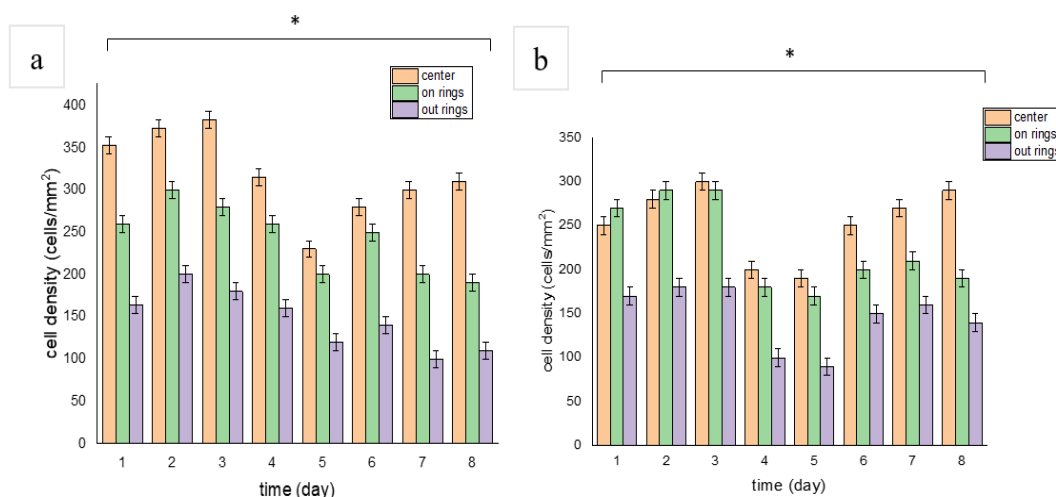 a
*
center
on rings
out rings
400
350
300
250
200
150
100
50
0
cell density (cells/mm²)
1 2 3 4 5 6 7 8
time (day)
b
*
center
on rings
out rings
350
300
250
200
150
100
50
0
cell density (cells/mm²)
1 2 3 4 5 6 7 8
time (day)